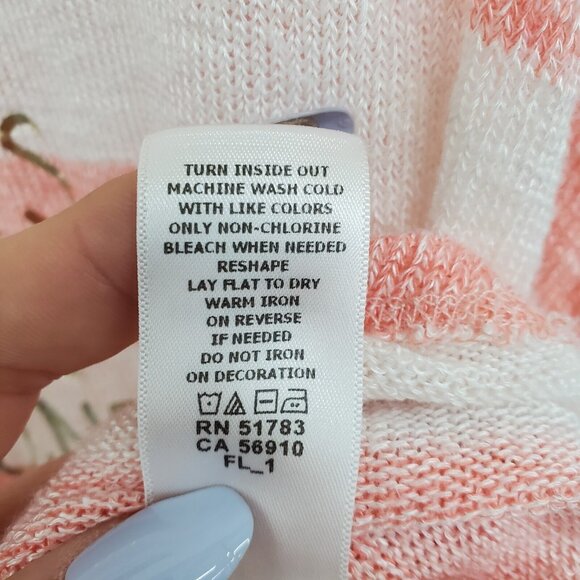 TURN INSIDE OUT
MACHINE WASH COLD
WITH LIKE COLORS
ONLY NON-CHLORINE
BLEACH WHEN NEEDED
RESHAPE
LAY FLAT TO DRY
WARM IRON
ON REVERSE
IF NEEDED
DO NOT IRON
ON DECORATION
RN 51783
CA 56910
FL_1